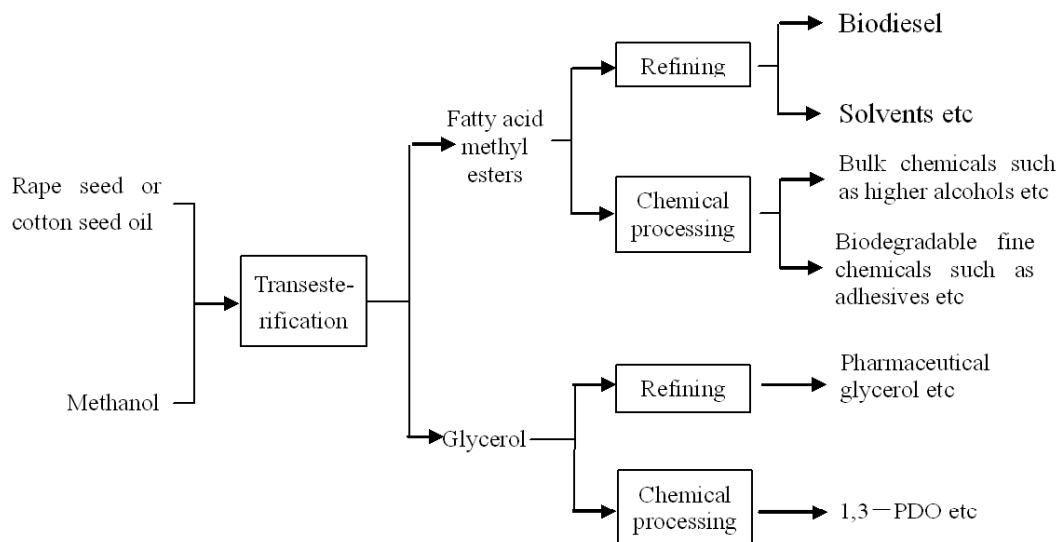 Rape seed or
cotton seed oil
Methanol
Transeste-
rification
Fatty acid
methyl
esters
Glycerol
Refining
Chemical
processing
Refining
Chemical
processing
Biodiesel
Solvents etc
Bulk chemicals such
as higher alcohols etc
Biodegradable fine
chemicals such as
adhesives etc
Pharmaceutical
glycerol etc
1,3－PDO etc